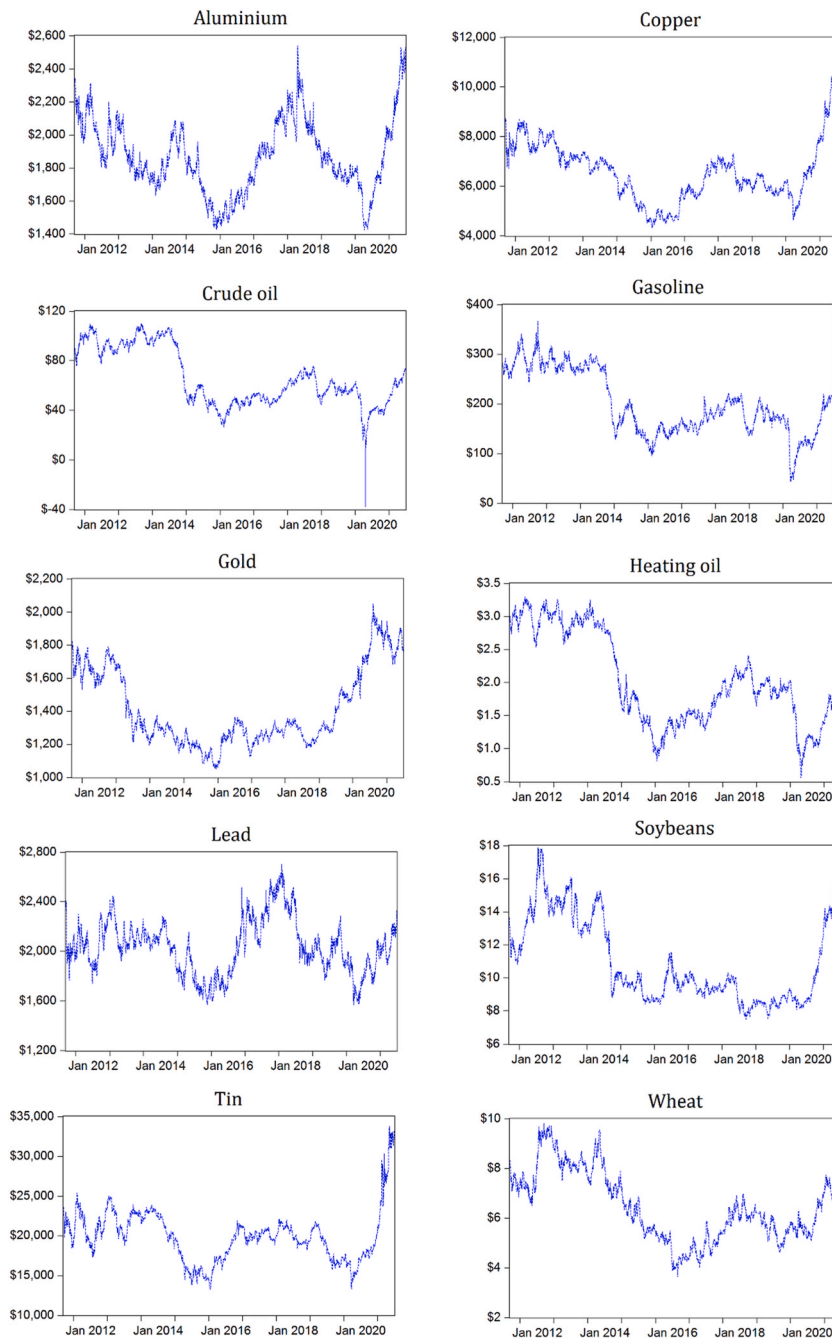 Aluminium
$2,600
$2,400
$2,200
$2,000
$1,800
$1,600
$1,400
Jan 2012 Jan 2014 Jan 2016 Jan 2018 Jan 2020
Copper
$12,000
$10,000
$8,000
$6,000
$4,000
Jan 2012 Jan 2014 Jan 2016 Jan 2018 Jan 2020
Crude oil
$120
$80
$40
$0
$-40
Jan 2012 Jan 2014 Jan 2016 Jan 2018 Jan 2020
Gasoline
$400
$300
$200
$100
$0
Jan 2012 Jan 2014 Jan 2016 Jan 2018 Jan 2020
Gold
$2,200
$2,000
$1,800
$1,600
$1,400
$1,200
$1,000
Jan 2012 Jan 2014 Jan 2016 Jan 2018 Jan 2020
Heating oil
$3.5
$3.0
$2.5
$2.0
$1.5
$1.0
$0.5
Jan 2012 Jan 2014 Jan 2016 Jan 2018 Jan 2020
Lead
$2,800
$2,400
$2,000
$1,600
$1,200
Jan 2012 Jan 2014 Jan 2016 Jan 2018 Jan 2020
Soybeans
$18
$16
$14
$12
$10
$8
$6
Jan 2012 Jan 2014 Jan 2016 Jan 2018 Jan 2020
Tin
$35,000
$30,000
$25,000
$20,000
$15,000
$10,000
Jan 2012 Jan 2014 Jan 2016 Jan 2018 Jan 2020
Wheat
$10
$8
$6
$4
$2
Jan 2012 Jan 2014 Jan 2016 Jan 2018 Jan 2020